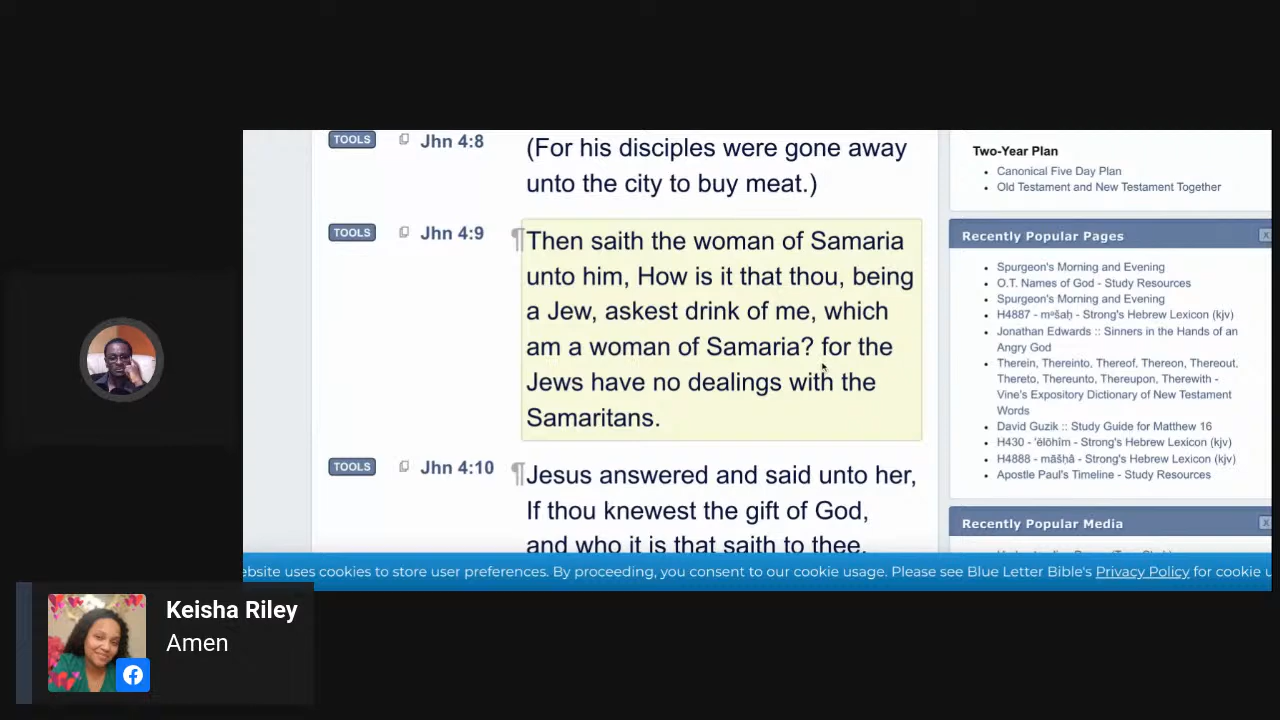 TOOLS Jhn 4:8 (For his disciples were gone away
unto the city to buy meat.)
TOOLS Jhn 4:9 ¶Then saith the woman of Samaria
unto him, How is it that thou, being
a Jew, askest drink of me, which
am a woman of Samaria? for the
Jews have no dealings with the
Samaritans.
TOOLS Jhn 4:10 ¶Jesus answered and said unto her,
If thou knewest the gift of God,
and who it is that saith to thee,
Two-Year Plan
Canonical Five Day Plan
Old Testament and New Testament Together
Recently Popular Pages X
Spurgeon's Morning and Evening
O.T. Names of God - Study Resources
Spurgeon's Morning and Evening
H4887 - mᵊšaḥ - Strong's Hebrew Lexicon (kjv)
Jonathan Edwards :: Sinners in the Hands of an
Angry God
Therein, Thereinto, Thereof, Thereon, Thereout,
Thereto, Thereunto, Thereupon, Therewith -
Vine's Expository Dictionary of New Testament
Words
David Guzik :: Study Guide for Matthew 16
H430 - 'ĕlōhîm - Strong's Hebrew Lexicon (kjv)
H4888 - māšḥâ - Strong's Hebrew Lexicon (kjv)
Apostle Paul's Timeline - Study Resources
Recently Popular Media X
ebsite uses cookies to store user preferences. By proceeding, you consent to our cookie usage. Please see Blue Letter Bible's Privacy Policy for cookie u
Keisha Riley
Amen